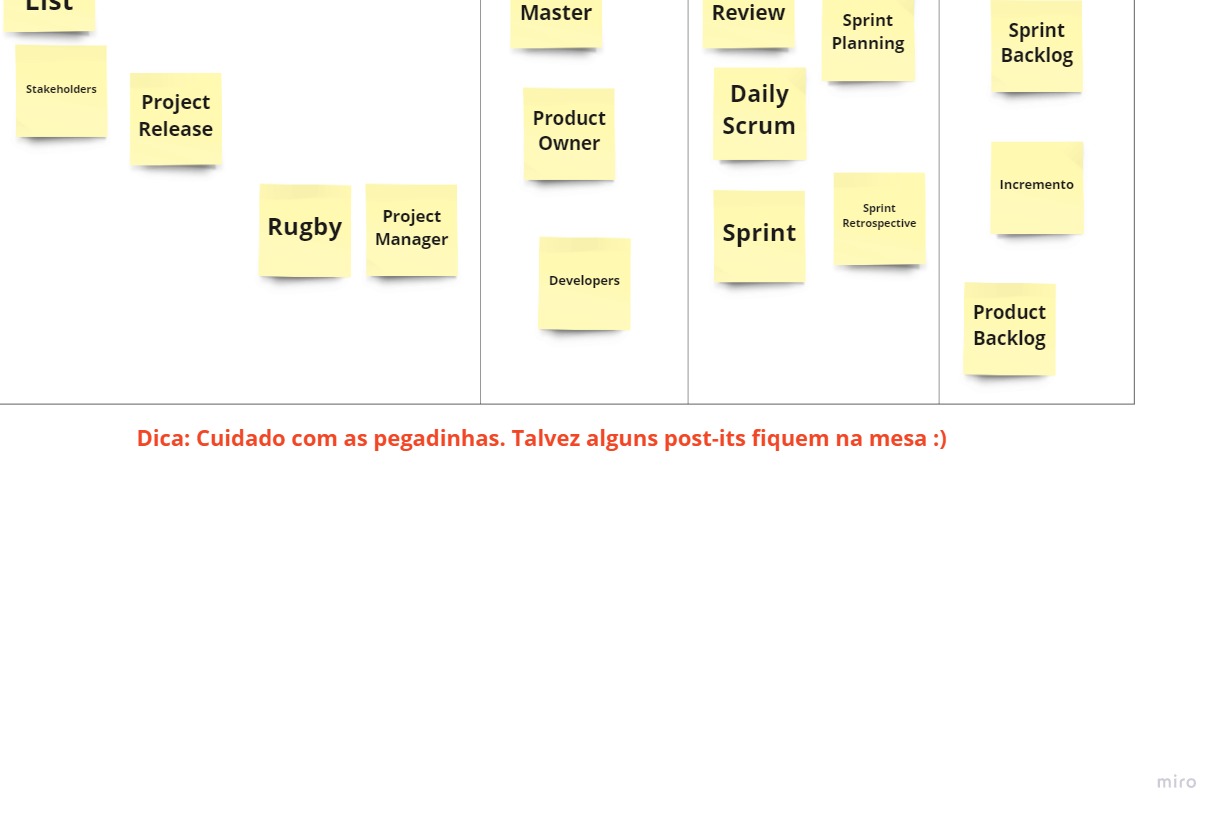 List
Stakeholders
Project
Release
Rugby
Project
Manager
Master
Product
Owner
Developers
Review
Sprint
Planning
Daily
Scrum
Sprint
Sprint
Retrospective
Sprint
Backlog
Incremento
Product
Backlog
Dica: Cuidado com as pegadinhas. Talvez alguns post-its fiquem na mesa :)
miro